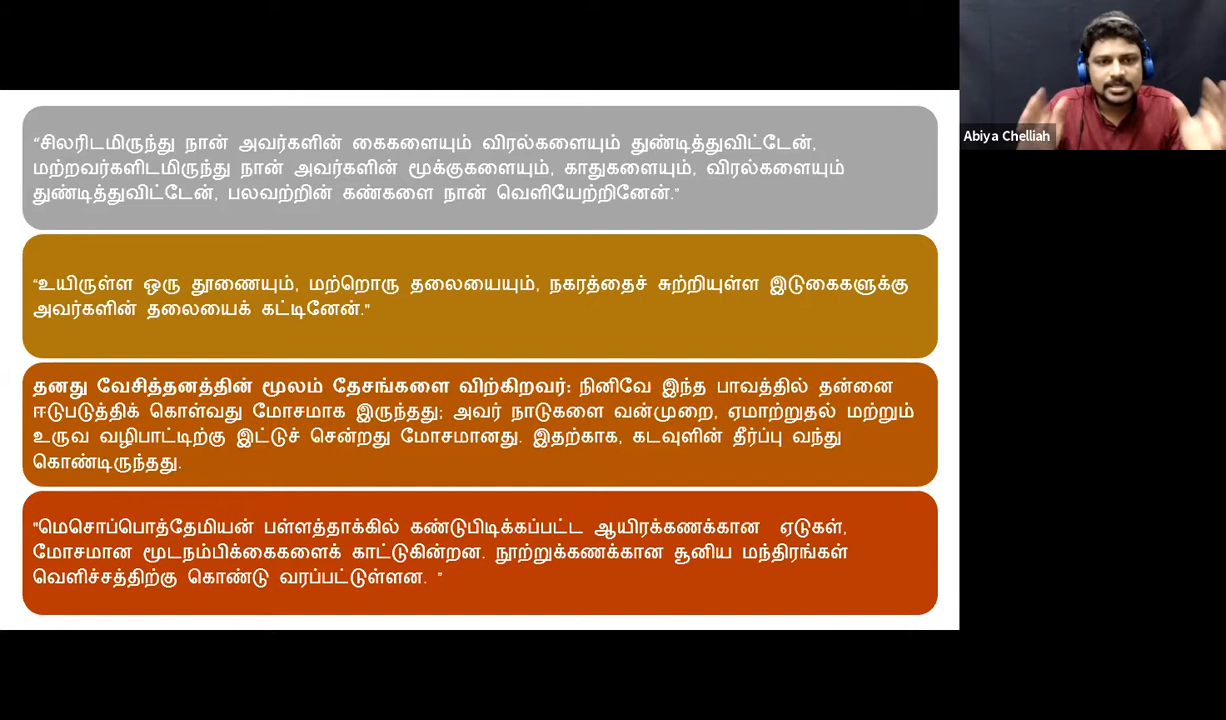 “சிலரிடமிருந்து நான் அவர்களின் கைகளையும் விரல்களையும் துண்டித்துவிட்டேன்,
மற்றவர்களிடமிருந்து நான் அவர்களின் மூக்குகளையும், காதுகளையும், விரல்களையும்
துண்டித்துவிட்டேன், பலவற்றின் கண்களை நான் வெளியேற்றினேன்."
“உயிருள்ள ஒரு தூணையும், மற்றொரு தலையையும், நகரத்தைச் சுற்றியுள்ள இடுகைகளுக்கு
அவர்களின் தலையைக் கட்டினேன்."
தனது வேசித்தனத்தின் மூலம் தேசங்களை விற்கிறவர்: நினிவே இந்த பாவத்தில் தன்னை
ஈடுபடுத்திக் கொள்வது மோசமாக இருந்தது; அவர் நாடுகளை வன்முறை, ஏமாற்றுதல் மற்றும்
உருவ வழிபாட்டிற்கு இட்டுச் சென்றது மோசமானது. இதற்காக, கடவுளின் தீர்ப்பு வந்து
கொண்டிருந்தது.
"மெசொப்பொத்தேமியன் பள்ளத்தாக்கில் கண்டுபிடிக்கப்பட்ட ஆயிரக்கணக்கான ஏடுகள்,
மோசமான மூடநம்பிக்கைகளைக் காட்டுகின்றன. நூற்றுக்கணக்கான சூனிய மந்திரங்கள்
வெளிச்சத்திற்கு கொண்டு வரப்பட்டுள்ளன. ”
Abiya Chelliah